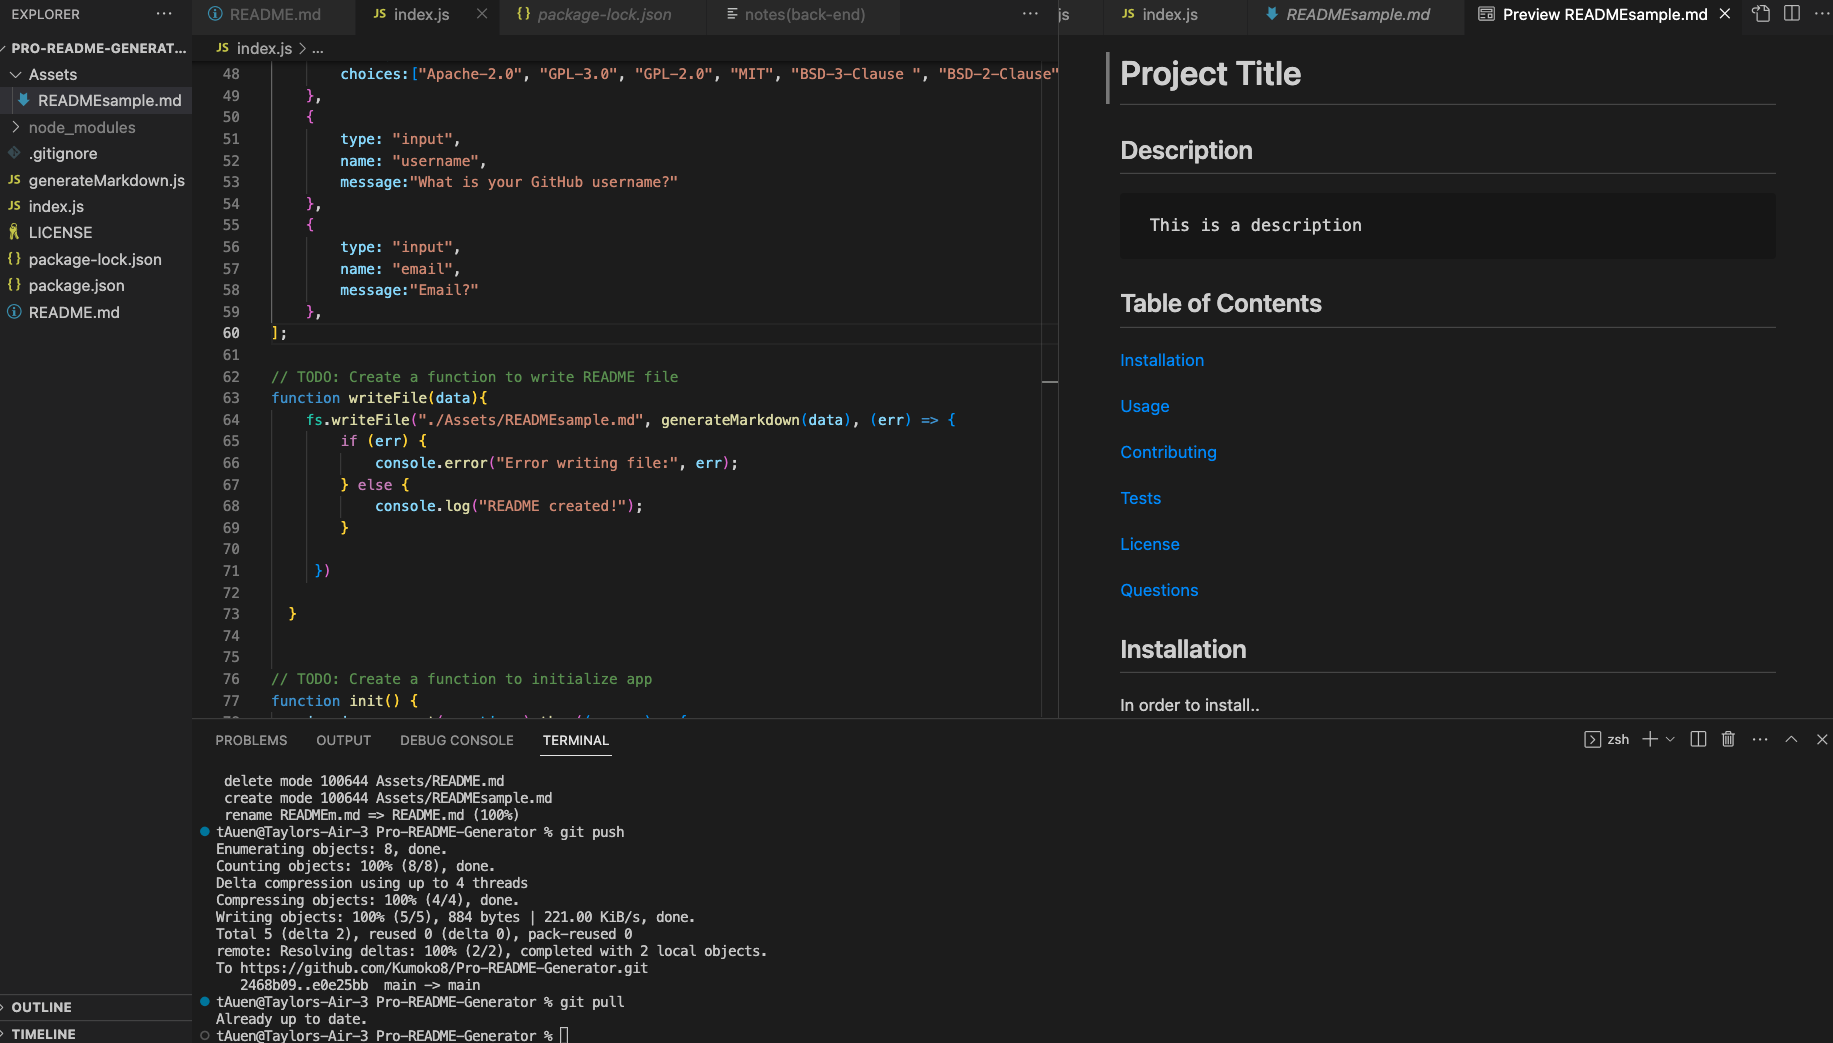 EXPLORER
PRO-README-GENERAT...
Assets
READMEsample.md
node_modules
.gitignore
JS generateMarkdown.js
JS index.js
LICENSE
{} package-lock.json
{} package.json
README.md
OUTLINE
TIMELINE
README.md
JS index.js
{} package-lock.json
notes(back-end)
JS index.js > ...
48 choices:["Apache-2.0", "GPL-3.0", "GPL-2.0", "MIT", "BSD-3-Clause ", "BSD-2-Clause"
49 },
50 {
51 type: "input",
52 name: "username",
53 message:"What is your GitHub username?"
54 },
55 {
56 type: "input",
57 name: "email",
58 message:"Email?"
59 },
60 ];
61
62 // TODO: Create a function to write README file
63 function writeFile(data){
64 fs.writeFile("./Assets/READMEsample.md", generateMarkdown(data), (err) => {
65 if (err) {
66 console.error("Error writing file:", err);
67 } else {
68 console.log("README created!");
69 }
70
71 })
72
73 }
74
75
76 // TODO: Create a function to initialize app
77 function init() {
js
JS index.js
READMEsample.md
Preview READMEsample.md
Project Title
Description
This is a description
Table of Contents
Installation
Usage
Contributing
Tests
License
Questions
Installation
In order to install..
PROBLEMS OUTPUT DEBUG CONSOLE TERMINAL
zsh
delete mode 100644 Assets/README.md
create mode 100644 Assets/READMEsample.md
rename READMEm.md => README.md (100%)
tAuen@Taylors-Air-3 Pro-README-Generator % git push
Enumerating objects: 8, done.
Counting objects: 100% (8/8), done.
Delta compression using up to 4 threads
Compressing objects: 100% (4/4), done.
Writing objects: 100% (5/5), 884 bytes | 221.00 KiB/s, done.
Total 5 (delta 2), reused 0 (delta 0), pack-reused 0
remote: Resolving deltas: 100% (2/2), completed with 2 local objects.
To https://github.com/Kumoko8/Pro-README-Generator.git
2468b09..e0e25bb main -> main
tAuen@Taylors-Air-3 Pro-README-Generator % git pull
Already up to date.
tAuen@Taylors-Air-3 Pro-README-Generator %